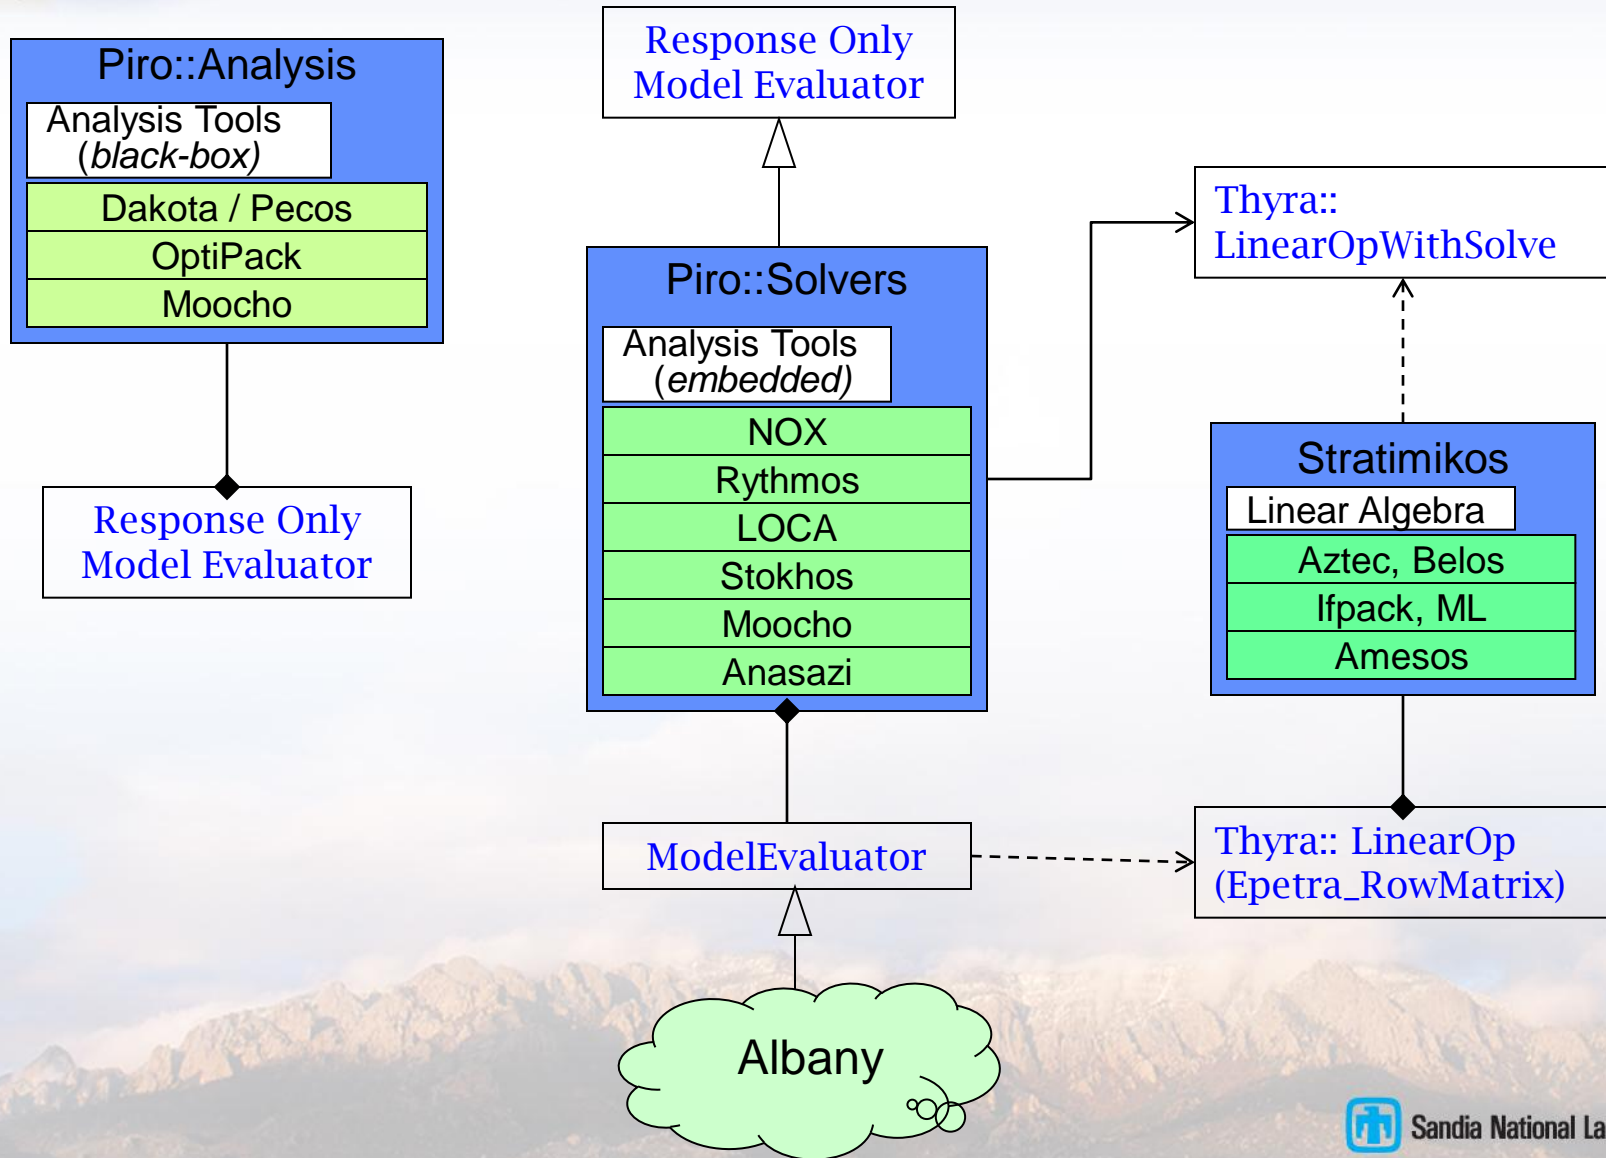 Piro::Analysis
Analysis Tools
(black-box)
Dakota / Pecos
OptiPack
Moocho
Response Only
Model Evaluator
Response Only
Model Evaluator
Piro::Solvers
Analysis Tools
(embedded)
NOX
Rythmos
LOCA
Stokhos
Moocho
Anasazi
ModelEvaluator
Albany
Thyra::
LinearOpWithSolve
Stratimikos
Linear Algebra
Aztec, Belos
Ifpack, ML
Amesos
Thyra:: LinearOp
(Epetra_RowMatrix)
Sandia National La